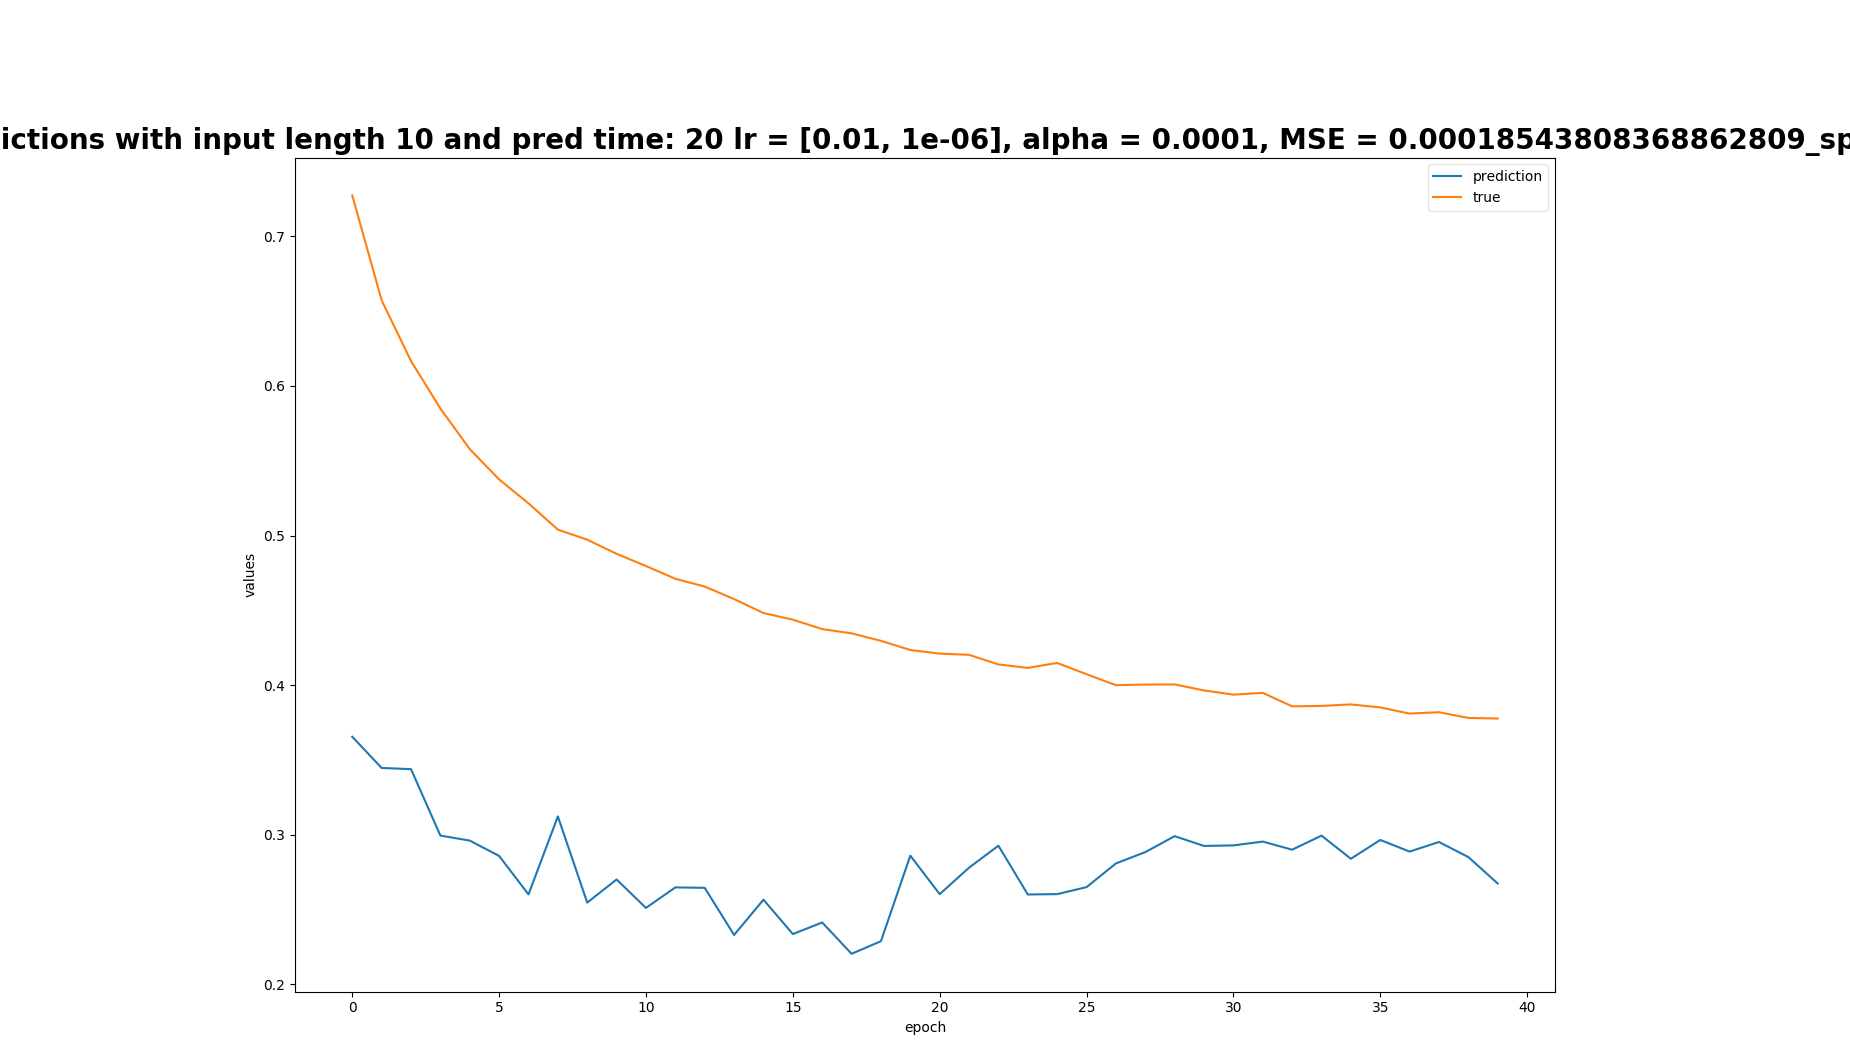 ictions with input length 10 and pred time: 20 lr = [0.01, 1e-06], alpha = 0.0001, MSE = 0.00018543808368862809_sp
prediction
true
0.7
0.6
0.5
0.4
0.3
0.2
values
0 5 10 15 20 25 30 35 40
epoch